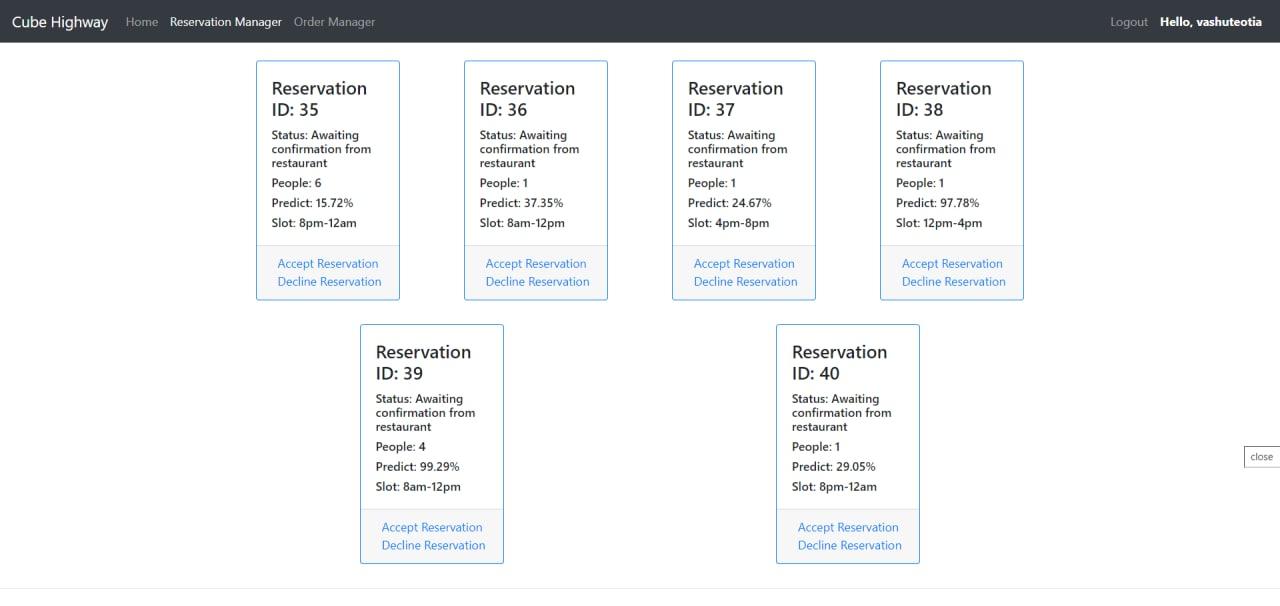 Cube Highway Home Reservation Manager Order Manager Logout Hello, vashuteotia
Reservation
ID: 35
Status: Awaiting
confirmation from
restaurant
People: 6
Predict: 15.72%
Slot: 8pm-12am
Accept Reservation
Decline Reservation
Reservation
ID: 36
Status: Awaiting
confirmation from
restaurant
People: 1
Predict: 37.35%
Slot: 8am-12pm
Accept Reservation
Decline Reservation
Reservation
ID: 37
Status: Awaiting
confirmation from
restaurant
People: 1
Predict: 24.67%
Slot: 4pm-8pm
Accept Reservation
Decline Reservation
Reservation
ID: 38
Status: Awaiting
confirmation from
restaurant
People: 1
Predict: 97.78%
Slot: 12pm-4pm
Accept Reservation
Decline Reservation
Reservation
ID: 39
Status: Awaiting
confirmation from
restaurant
People: 4
Predict: 99.29%
Slot: 8am-12pm
Accept Reservation
Decline Reservation
Reservation
ID: 40
Status: Awaiting
confirmation from
restaurant
People: 1
Predict: 29.05%
Slot: 8pm-12am
Accept Reservation
Decline Reservation
close